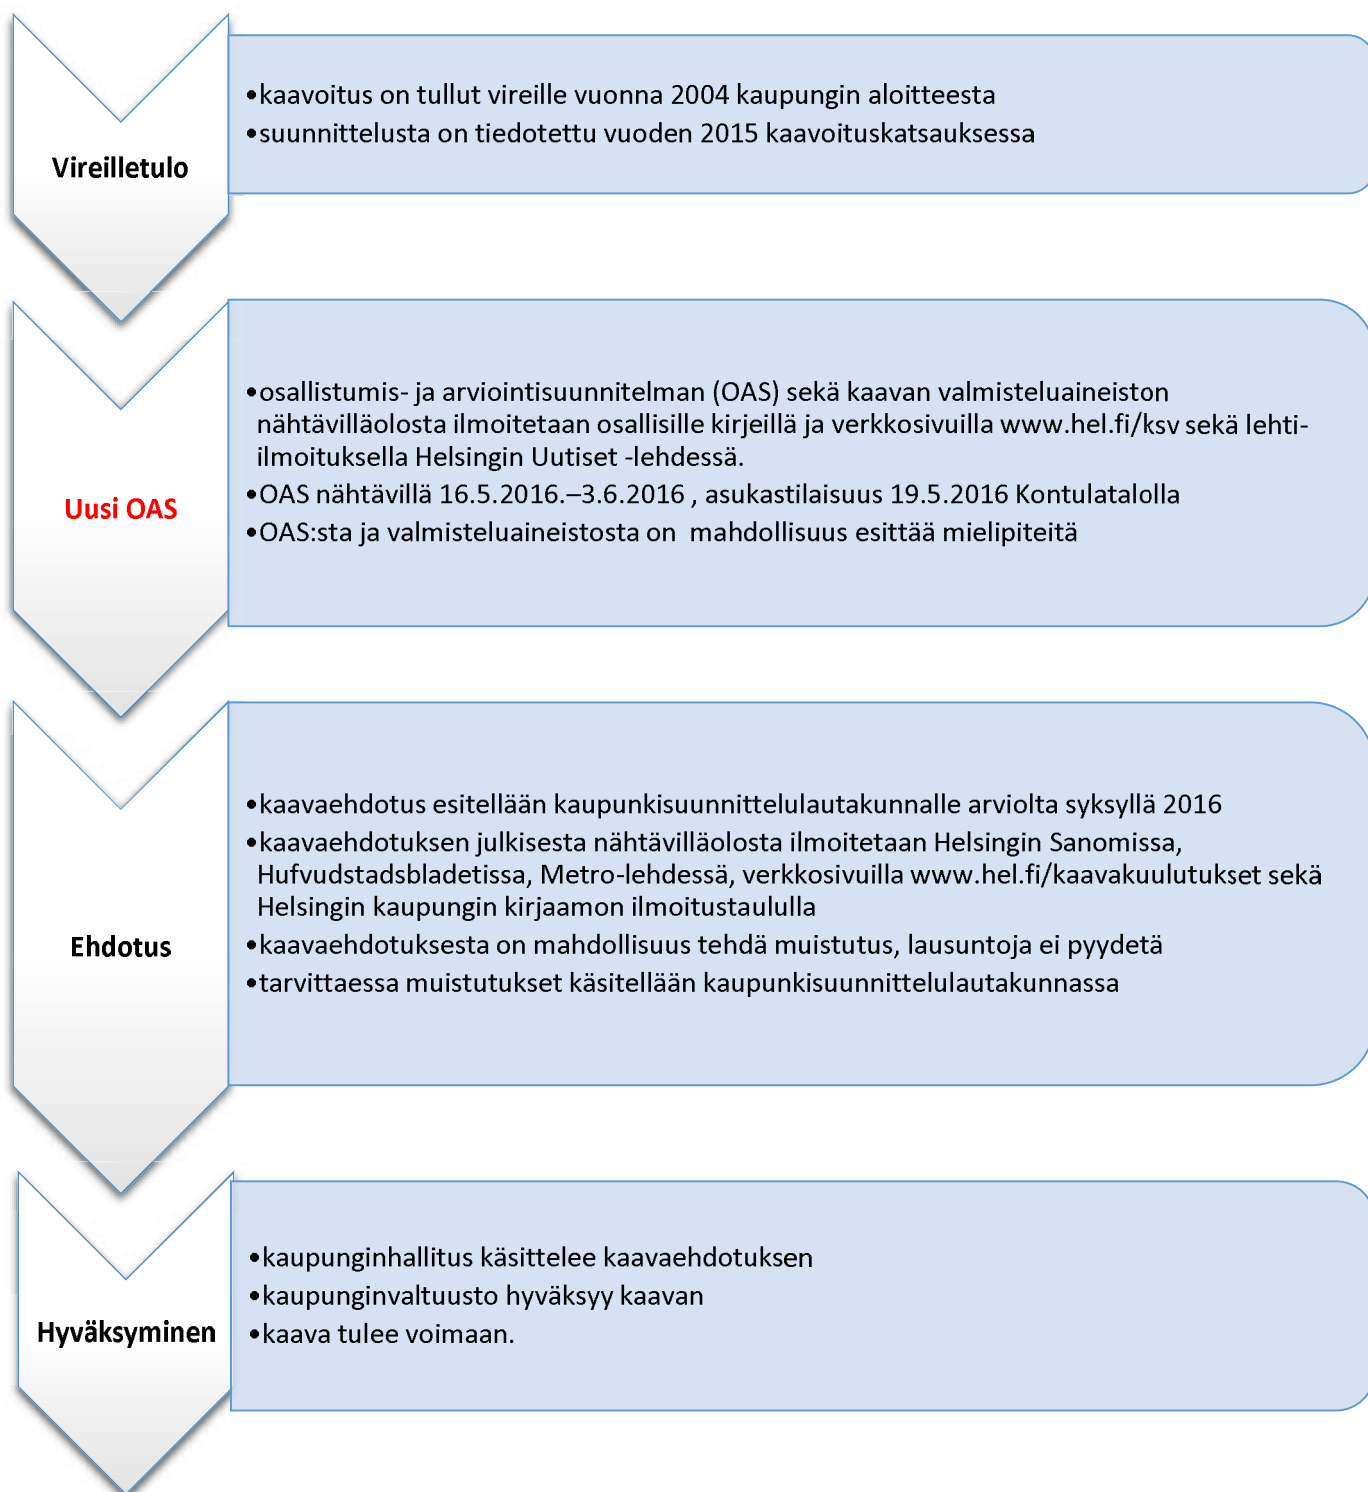 Vireilletulo
•kaavoitus on tullut vireille vuonna 2004 kaupungin aloitteesta
•suunnittelusta on tiedotettu vuoden 2015 kaavoituskatsauksessa
Uusi OAS
•osallistumis- ja arviointisuunnitelman (OAS) sekä kaavan valmisteluaineiston
nähtävilläolosta ilmoitetaan osallisille kirjeillä ja verkkosivuilla www.hel.fi/ksv sekä lehti-
ilmoituksella Helsingin Uutiset -lehdessä.
•OAS nähtävillä 16.5.2016.–3.6.2016 , asukastilaisuus 19.5.2016 Kontulatalolla
•OAS:sta ja valmisteluaineistosta on  mahdollisuus esittää mielipiteitä
Ehdotus
•kaavaehdotus esitellään kaupunkisuunnittelulautakunnalle arviolta syksyllä 2016
•kaavaehdotuksen julkisesta nähtävilläolosta ilmoitetaan Helsingin Sanomissa,
Hufvudstadsbladetissa, Metro-lehdessä, verkkosivuilla www.hel.fi/kaavakuulutukset sekä
Helsingin kaupungin kirjaamon ilmoitustaululla
•kaavaehdotuksesta on mahdollisuus tehdä muistutus, lausuntoja ei pyydetä
•tarvittaessa muistutukset käsitellään kaupunkisuunnittelulautakunnassa
Hyväksyminen
•kaupunginhallitus käsittelee kaavaehdotuksen
•kaupunginvaltuusto hyväksyy kaavan
•kaava tulee voimaan.